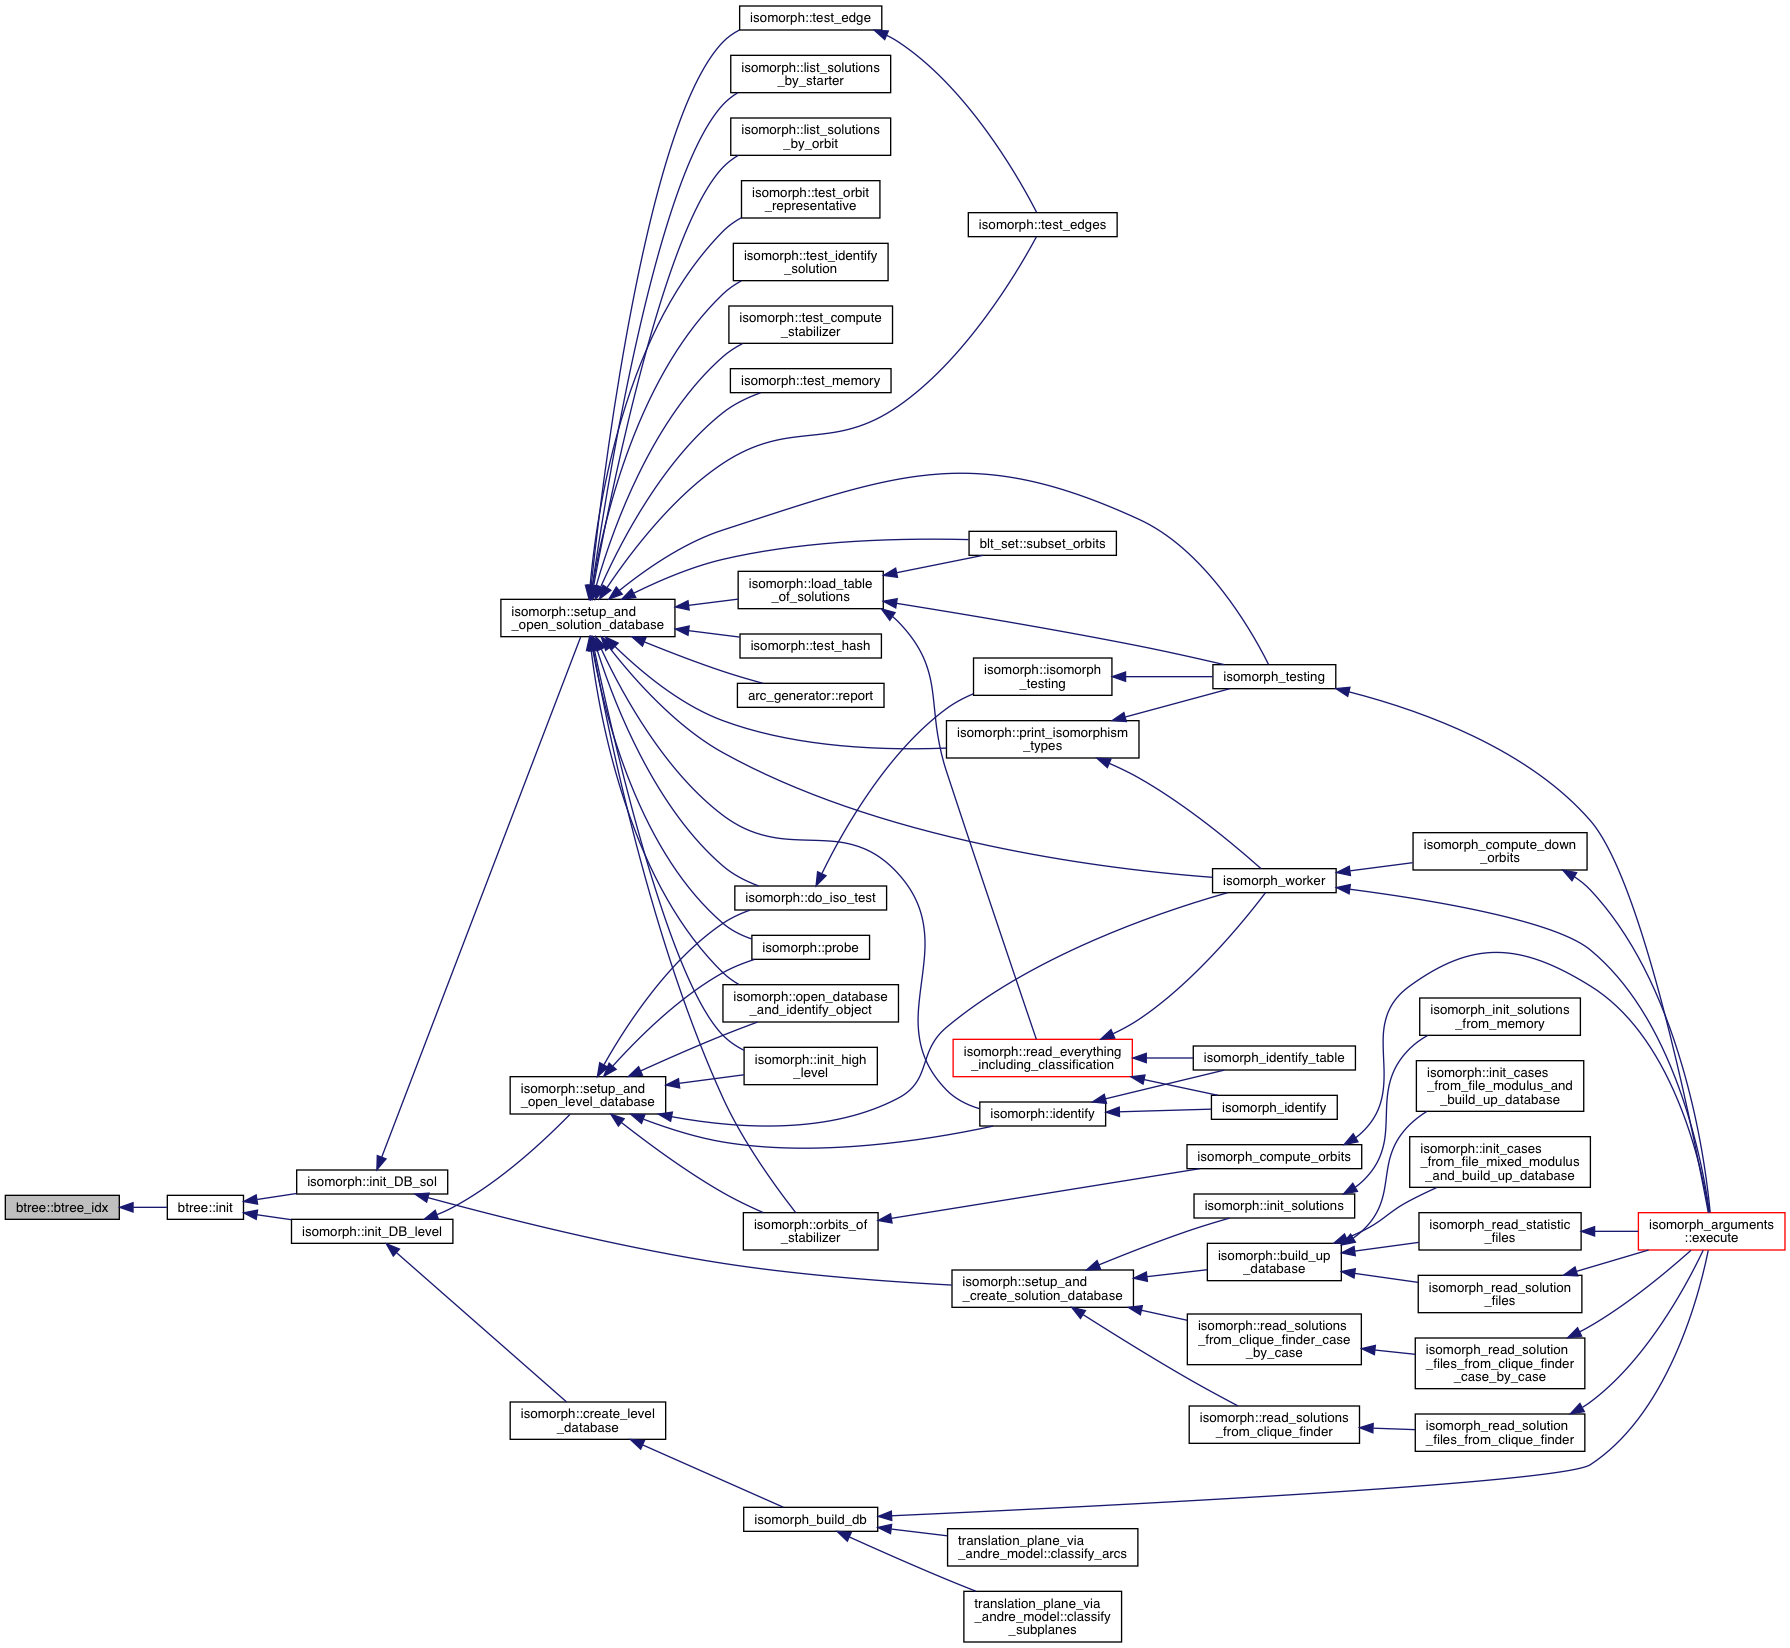 btree::btree_idx
btree::init
isomorph::init_DB_sol
isomorph::init_DB_level
isomorph::setup_and
_open_solution_database
isomorph::setup_and
_open_level_database
isomorph::create_level
_database
isomorph::test_edge
isomorph::list_solutions
_by_starter
isomorph::list_solutions
_by_orbit
isomorph::test_orbit
_representative
isomorph::test_identify
_solution
isomorph::test_compute
_stabilizer
isomorph::test_memory
isomorph::load_table
_of_solutions
isomorph::test_hash
arc_generator::report
isomorph::do_iso_test
isomorph::probe
isomorph::open_database
_and_identify_object
isomorph::init_high
_level
isomorph::orbits_of
_stabilizer
isomorph_build_db
isomorph::test_edges
blt_set::subset_orbits
isomorph::isomorph
_testing
isomorph::print_isomorphism
_types
isomorph::read_everything
_including_classification
isomorph::identify
isomorph::setup_and
_create_solution_database
translation_plane_via
_andre_model::classify_arcs
translation_plane_via
_andre_model::classify
_subplanes
isomorph_testing
isomorph_worker
isomorph_identify_table
isomorph_identify
isomorph_compute_orbits
isomorph::init_solutions
isomorph::build_up
_database
isomorph::read_solutions
_from_clique_finder_case
_by_case
isomorph::read_solutions
_from_clique_finder
isomorph_compute_down
_orbits
isomorph_init_solutions
_from_memory
isomorph::init_cases
_from_file_modulus_and
_build_up_database
isomorph::init_cases
_from_file_mixed_modulus
_and_build_up_database
isomorph_read_statistic
_files
isomorph_read_solution
_files
isomorph_read_solution
_files_from_clique_finder
_case_by_case
isomorph_read_solution
_files_from_clique_finder
isomorph_arguments
::execute